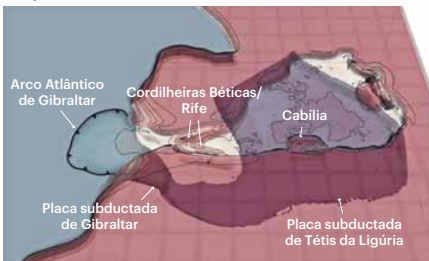 Arco Atlântico
de Gibraltar
Cordilheiras Béticas/
Rife
Cabília
Placa subductada
de Gibraltar
Placa subductada
de Tétis da Ligúria